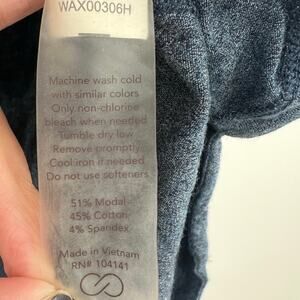 WAX00306H
Machine wash cold
with similar colors
Only non-chlorine
bleach when needed
Tumble dry low
Remove promptly
Cool iron if needed
Do not use softeners
51% Modal
45% Cotton
4% Spandex
Made in Vietnam
RN# 104141